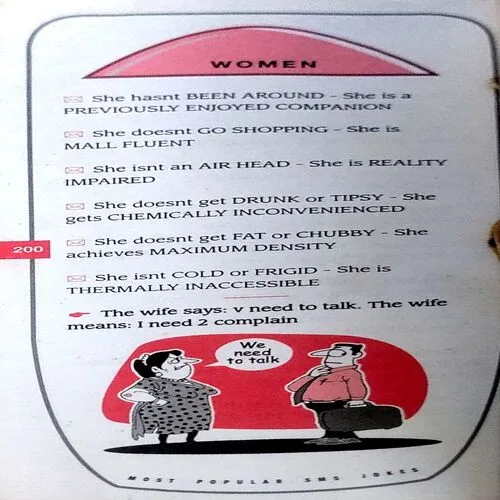 WOMEN
She hasnt BEEN AROUND - She is a
PREVIOUSLY ENJOYED COMPANION
She doesnt GO SHOPPING - She is
MALL FLUENT
She isnt an AIR HEAD - She is REALITY
IMPAIRED
She doesnt get DRUNK or TIPSY - She
gets CHEMICALLY INCONVENIENCED
200
She doesnt get FAT or CHUBBY - She
achieves MAXIMUM DENSITY
She isnt COLD or FRIGID - She is
THERMALLY INACCESSIBLE
The wife says: v need to talk. The wife
means: I need 2 complain
We
need
to talk
MOST POPULAR SMS JOKES